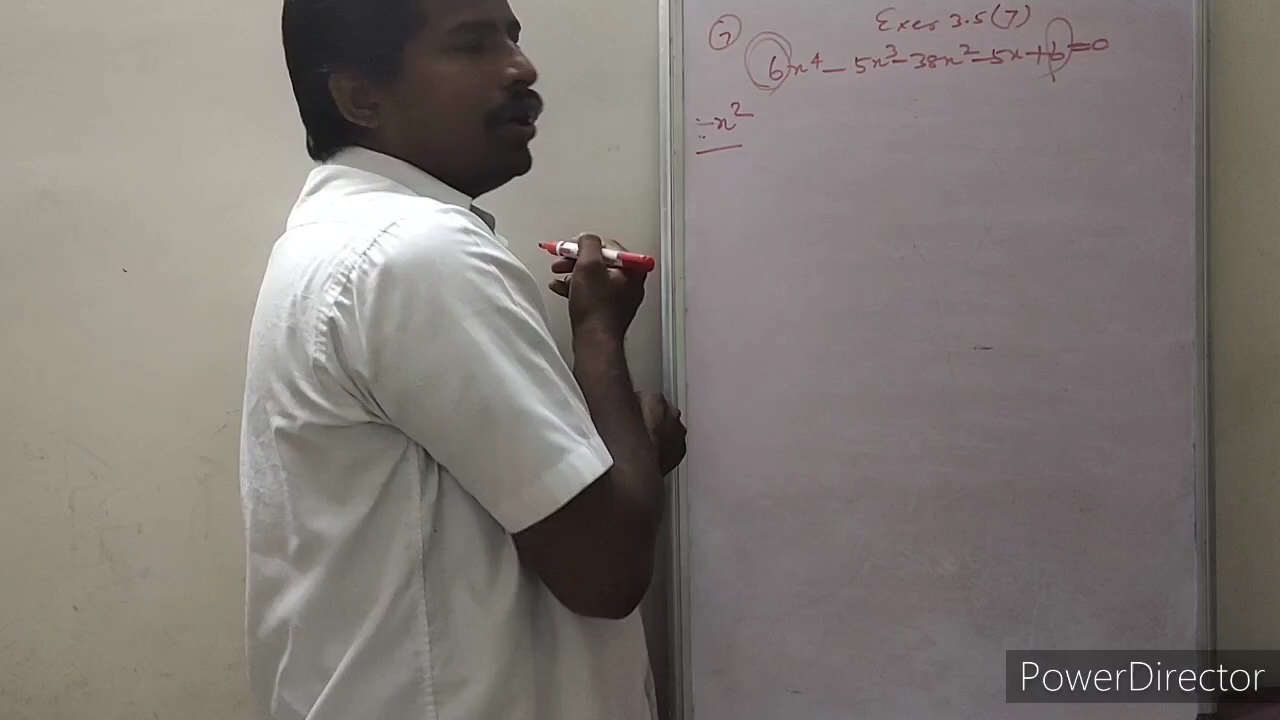 Exer 3.5(7)
⑦ 6x⁴ - 5x³ - 38x² - 5x + 6 = 0
÷ x²
PowerDirector